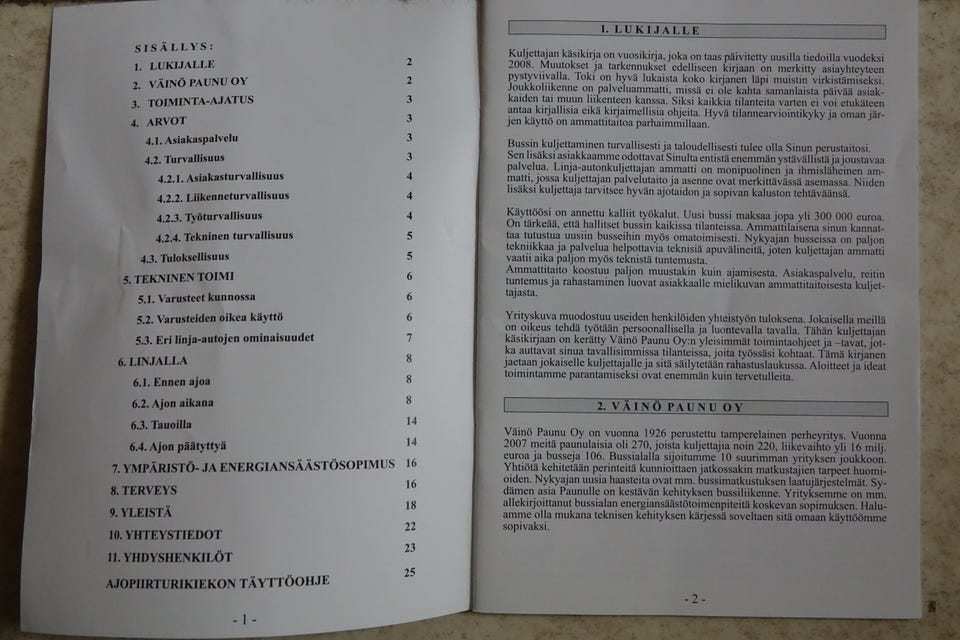 SISÄLLYS:
1. LUKIJALLE 2
2. VÄINÖ PAUNU OY 2
3. TOIMINTA-AJATUS 3
4. ARVOT 3
4.1. Asiakaspalvelu 3
4.2. Turvallisuus 3
4.2.1. Asiakasturvallisuus 4
4.2.2. Liikenneturvallisuus 4
4.2.3. Työturvallisuus 4
4.2.4. Tekninen turvallisuus 5
4.3. Tuloksellisuus 5
5. TEKNINEN TOIMI 6
5.1. Varusteet kunnossa 6
5.2. Varusteiden oikea käyttö 6
5.3. Eri linja-autojen ominaisuudet 7
6. LINJALLA 8
6.1. Ennen ajoa 8
6.2. Ajon aikana 8
6.3. Tauoilla 14
6.4. Ajon päätyttyä 14
7. YMPÄRISTÖ- JA ENERGIANSÄÄSTÖSOPIMUS 16
8. TERVEYS 16
9. YLEISTÄ 18
10. YHTEYSTIEDOT 22
11. YHDYSHENKILÖT 23
AJOPIIRTURIKIEKON TÄYTTÖOHJE 25
- 1 -
1. LUKIJALLE
Kuljettajan käsikirja on vuosikirja, joka on taas päivitetty uusilla tiedoilla vuodeksi
2008. Muutokset ja tarkennukset edelliseen kirjaan on merkitty asiayhteyteen
pystyviivalla. Toki on hyvä lukaista koko kirjanen läpi muistin virkistämiseksi.
Joukkoliikenne on palveluammatti, missä ei ole kahta samanlaista päivää asiak-
kaiden tai muun liikenteen kanssa. Siksi kaikkia tilanteita varten ei voi etukäteen
antaa kirjallisia eikä kirjaimellisia ohjeita. Hyvä tilannearviointikyky ja oman jär-
jen käyttö on ammattitaitoa parhaimmillaan.
Bussin kuljettaminen turvallisesti ja taloudellisesti tulee olla Sinun perustaitosi.
Sen lisäksi asiakkaamme odottavat Sinulta entistä enemmän ystävällistä ja joustavaa
palvelua. Linja-autonkuljettajan ammatti on monipuolinen ja ihmisläheinen am-
matti, jossa kuljettajan palvelutaito ja asenne ovat merkittävässä asemassa. Niiden
lisäksi kuljettaja tarvitsee hyvän ajotaidon ja sopivan kaluston tehtäväänsä.
Käyttöösi on annettu kalliit työkalut. Uusi bussi maksaa jopa yli 300 000 euroa.
On tärkeää, että hallitset bussin kaikissa tilanteissa. Ammattilaisena sinun kannat-
taa tutustua uusiin busseihin myös omatoimisesti. Nykyajan busseissa on paljon
tekniikkaa ja palvelua helpottavia teknisiä apuvälineitä, joten kuljettajan ammatti
vaatii aika paljon myös teknistä tuntemusta.
Ammattitaito koostuu paljon muustakin kuin ajamisesta. Asiakaspalvelu, reitin
tuntemus ja rahastaminen luovat asiakkaalle mielikuvan ammattitaitoisesta kuljet-
tajasta.
Yrityskuva muodostuu useiden henkilöiden yhteistyön tuloksena. Jokaisella meillä
on oikeus tehdä työtään persoonallisella ja luontevalla tavalla. Tähän kuljettajan
käsikirjaan on kerätty Väinö Paunu Oy:n yleisimmät toimintaohjeet ja –tavat, jot-
ka auttavat sinua tavallisimmissa tilanteissa, joita työssäsi kohtaat. Tämä kirjanen
jaetaan jokaiselle kuljettajalle ja sitä säilytetään rahastuslaukussa. Aloitteet ja ideat
toimintamme parantamiseksi ovat enemmän kuin tervetulleita.
2. VÄINÖ PAUNU OY
Väinö Paunu Oy on vuonna 1926 perustettu tamperelainen perheyritys. Vuonna
2007 meitä paunulaisia oli 270, joista kuljettajia noin 220, liikevaihto yli 16 milj.
euroa ja busseja 106. Bussialalla sijoitumme 10 suurimman yrityksen joukkoon.
Yhtiötä kehitetään perinteitä kunnioittaen jatkossakin matkustajien tarpeet huomi-
oiden. Nykyajan uusia haasteita ovat mm. bussimatkustuksen laatujärjestelmät. Sy-
dämen asia Paunulle on kestävän kehityksen bussiliikenne. Yrityksemme on mm.
allekirjoittanut bussialan energiansäästötoimenpiteitä koskevan sopimuksen. Halu-
amme olla mukana teknisen kehityksen kärjessä soveltaen sitä omaan käyttöömme
sopivaksi.
- 2 -